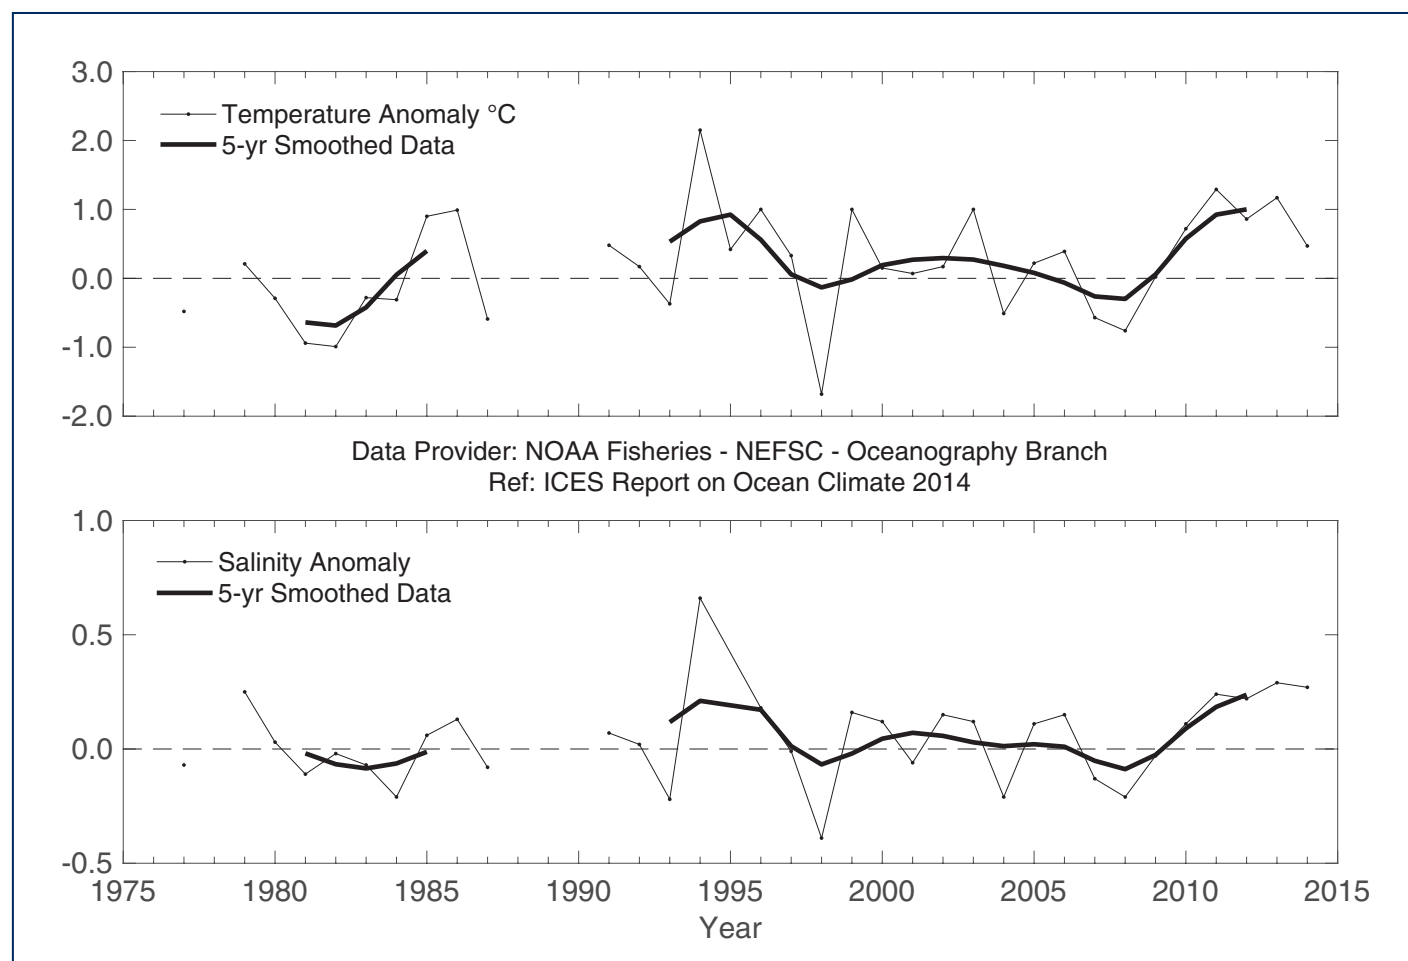 3.0
Temperature Anomaly °C
2.0
5-yr Smoothed Data
1.0
0.0
-1.0
-2.0
Data Provider: NOAA Fisheries - NEFSC - Oceanography Branch
Ref: ICES Report on Ocean Climate 2014
1.0
Salinity Anomaly
5-yr Smoothed Data
0.5
0.0
-0.5
1975 1980 1985 1990 1995 2000 2005 2010 2015
Year